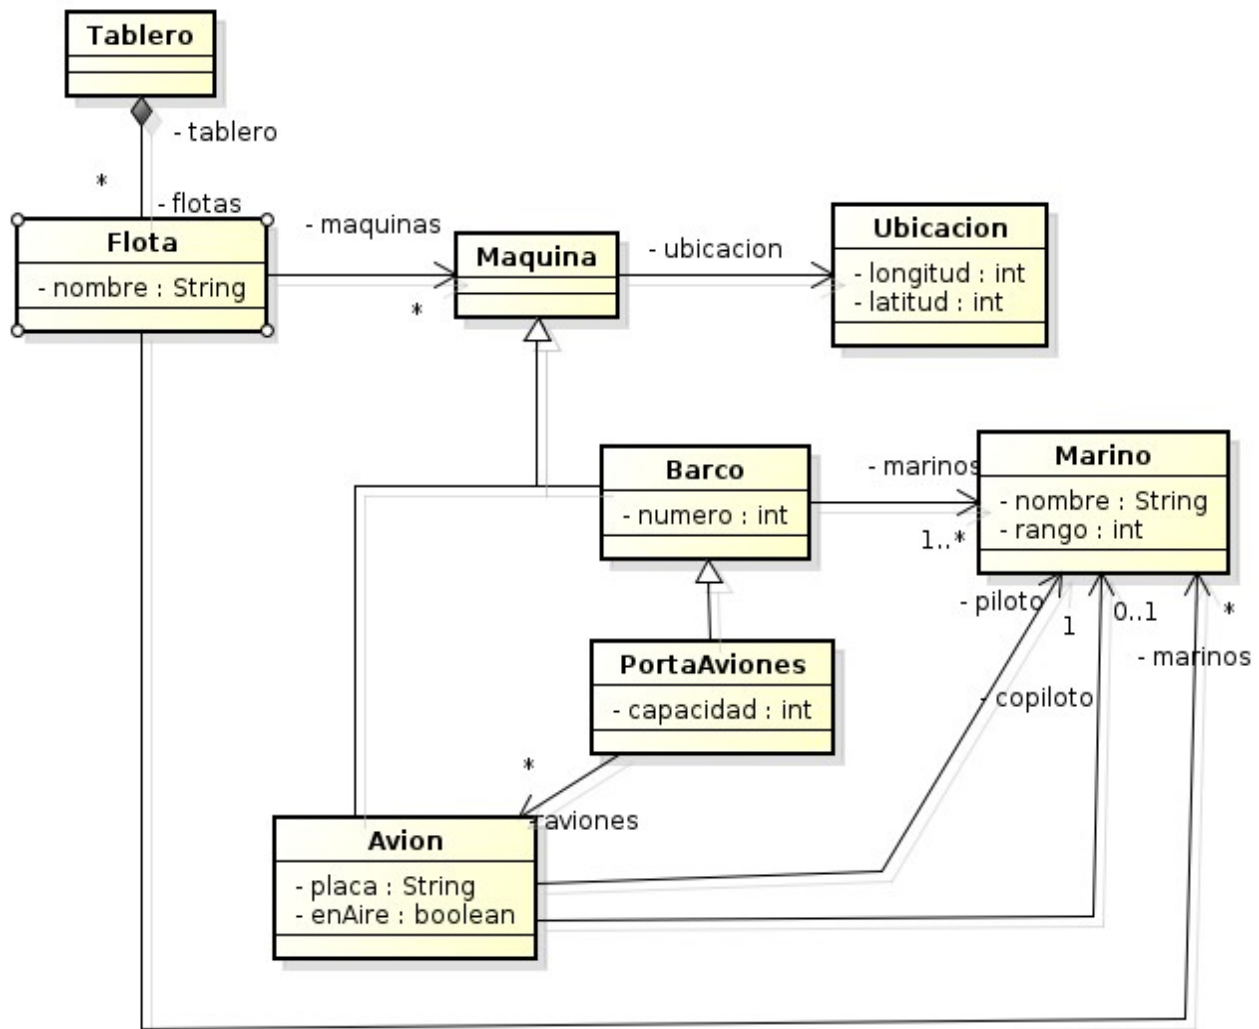 Tablero
- tablero
*
- flotas
Flota
- nombre : String
- maquinas
*
Maquina
- ubicacion
Ubicacion
- longitud : int
- latitud : int
Barco
- numero : int
- marinos
1..*
Marino
- nombre : String
- rango : int
- piloto
1
0..1
*
- marinos
- copiloto
PortaAviones
- capacidad : int
*
- aviones
Avion
- placa : String
- enAire : boolean